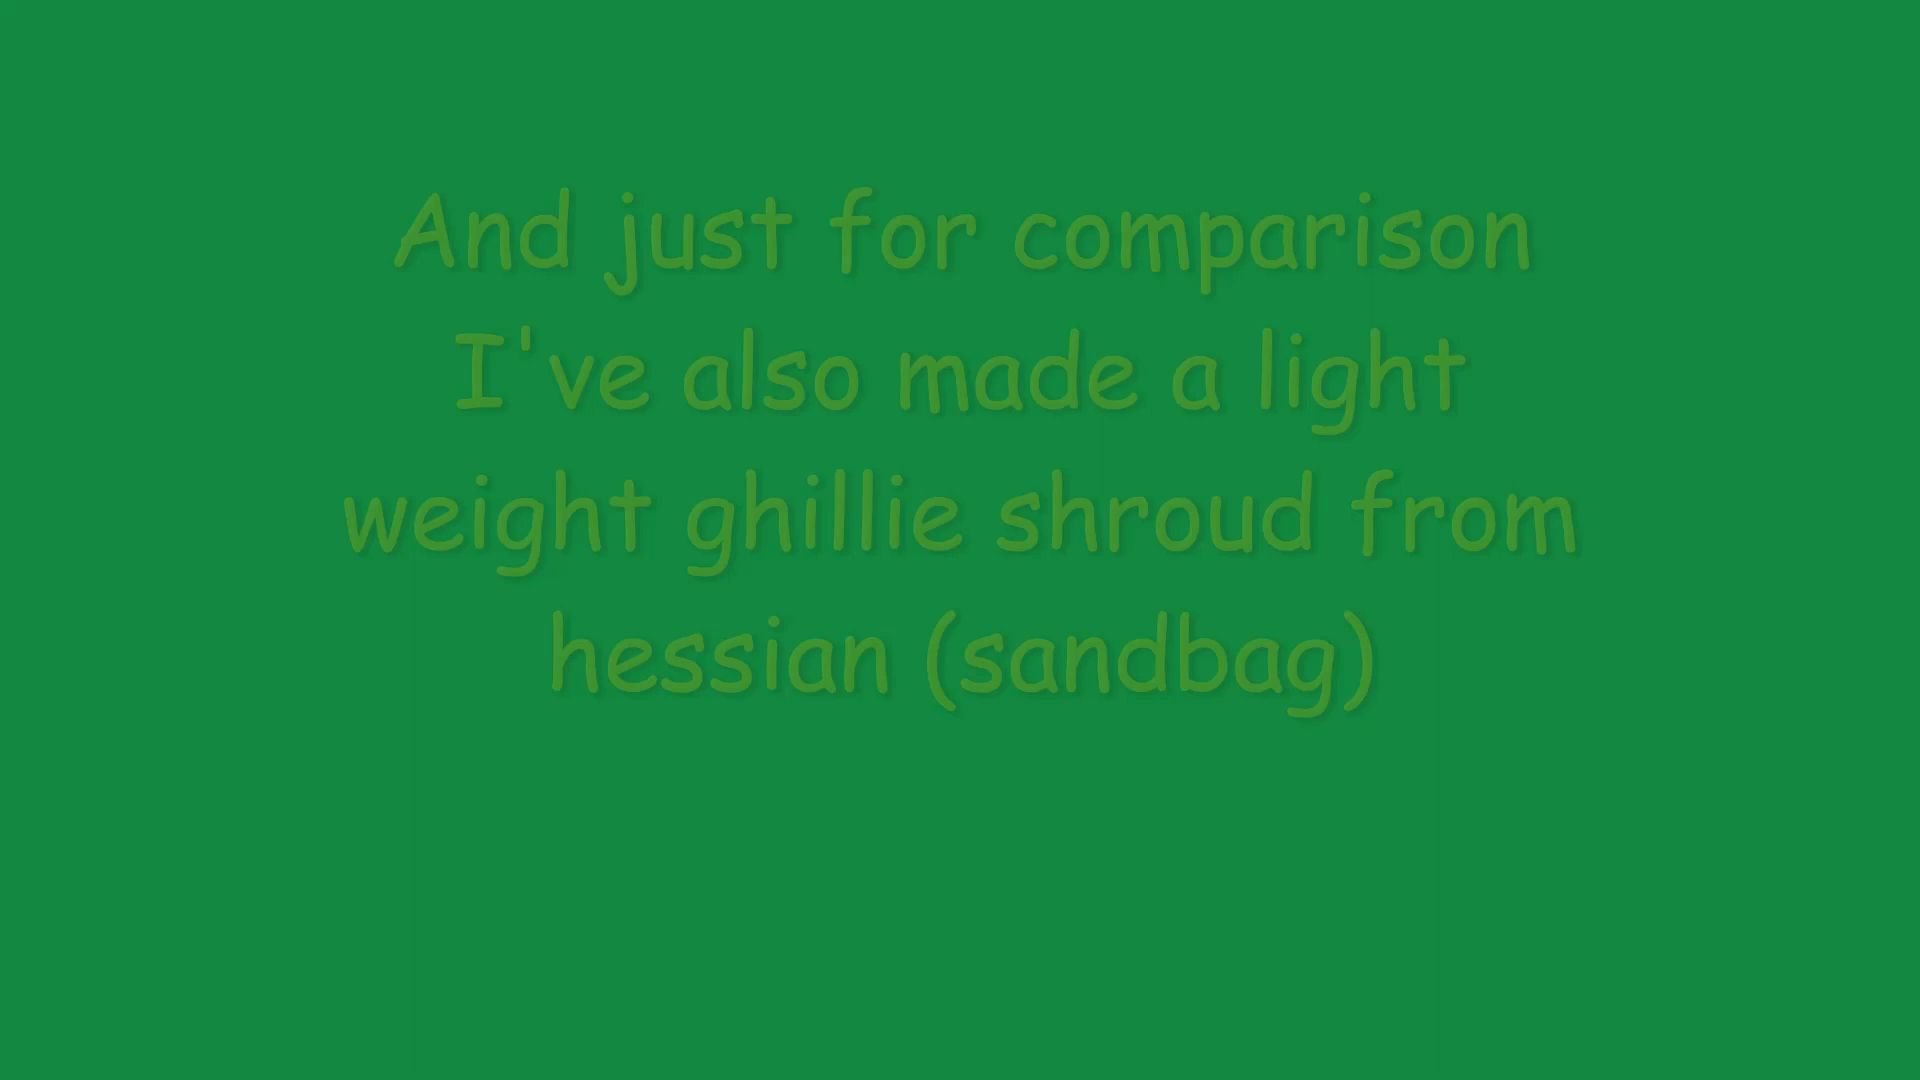 And just for comparison
I've also made a light
weight ghillie shroud from
hessian (sandbag)